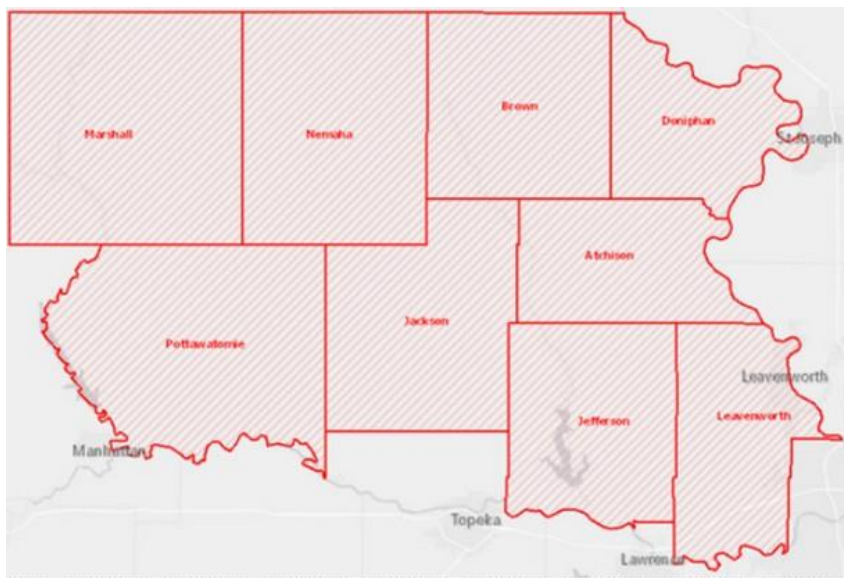 Brown
Doniphan
Marshall
Nemaha
St Joseph
Atchison
Jackson
Pottawatomie
Leavenworth
Jefferson
Leavenworth
Manhattan
Topeka
Lawrence